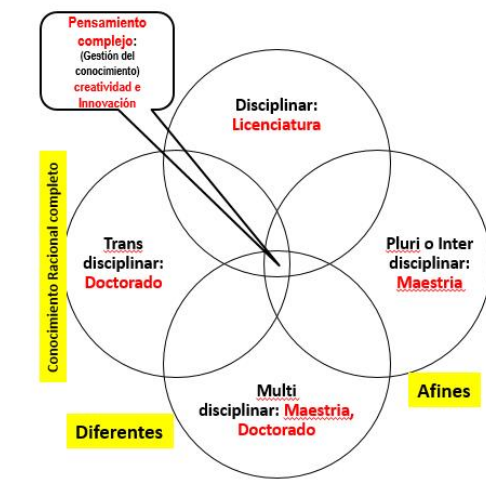 Pensamiento
complejo:
(Gestión del
conocimiento)
creatividad e
Innovación
Disciplinar:
Licenciatura
Conocimiento Racional completo
Trans
disciplinar:
Doctorado
Pluri o Inter
disciplinar:
Maestria
Multi
disciplinar: Maestria,
Doctorado
Afines
Diferentes